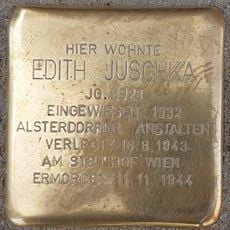 HIER WOHNTE
EDITH JUSCHKA
JG. 1923
EINGEWIESEN 1932
ALSTERDORFER ANSTALTEN
VERLEGT 16.8.1943
AM STEINHOF WIEN
ERMORDET 11.11.1944